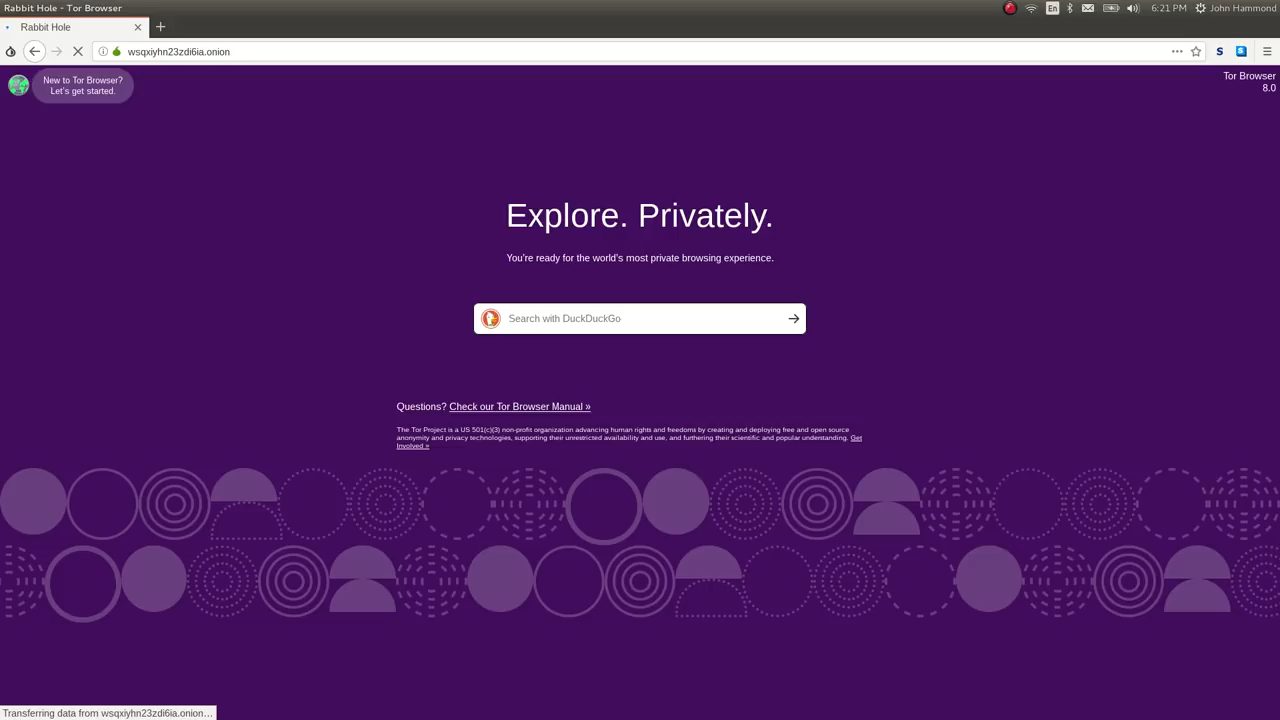 Rabbit Hole - Tor Browser
En
6:21 PM
John Hammond
Rabbit Hole
wsqxiyhn23zdi6ia.onion
S
S
New to Tor Browser?
Let's get started.
Tor Browser
8.0
Explore. Privately.
You're ready for the world's most private browsing experience.
Search with DuckDuckGo
Questions? Check our Tor Browser Manual »
The Tor Project is a US 501(c)(3) non-profit organization advancing human rights and freedoms by creating and deploying free and open source
anonymity and privacy technologies, supporting their unrestricted availability and use, and furthering their scientific and popular understanding. Get
Involved »
Transferring data from wsqxiyhn23zdi6ia.onion…